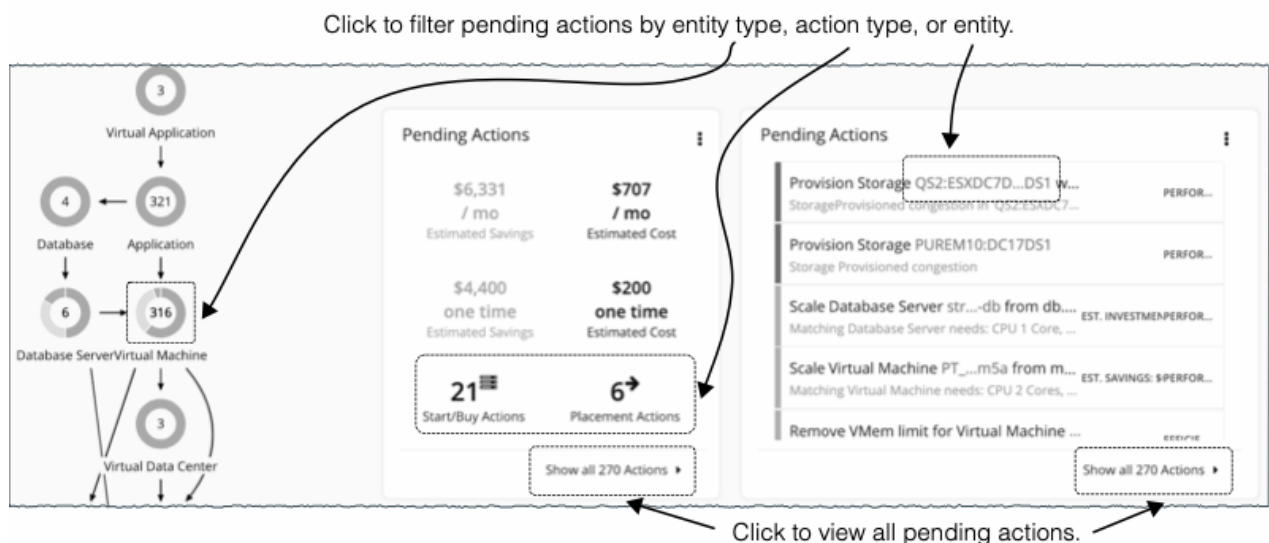 Click to filter pending actions by entity type, action type, or entity.
3
Virtual Application
4
321
Database
Application
6
316
Database Server
Virtual Machine
3
Virtual Data Center
Pending Actions
$6,331
/ mo
Estimated Savings
$707
/ mo
Estimated Cost
$4,400
one time
Estimated Savings
$200
one time
Estimated Cost
21
Start/Buy Actions
6
Placement Actions
Show all 270 Actions
Pending Actions
Provision Storage QS2:ESXDC7D...DS1 w...
StorageProvisioned congestion in 'QS2:ESXDC7...
PERFOR...
Provision Storage PUREM10:DC17DS1
Storage Provisioned congestion
PERFOR...
Scale Database Server str...-db from db....
Matching Database Server needs: CPU 1 Core, ...
EST. INVESTMENPERFOR...
Scale Virtual Machine PT_...m5a from m...
Matching Virtual Machine needs: CPU 2 Cores, ...
EST. SAVINGS: $PERFOR...
Remove VMem limit for Virtual Machine ...
Show all 270 Actions
Click to view all pending actions.